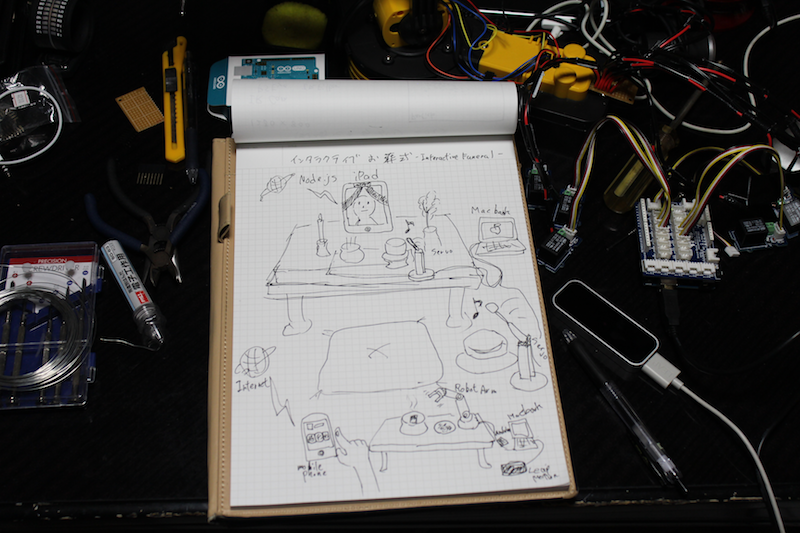 インタラクティブ お葬式 -Interactive Funeral-
Node.js
iPad
Macbook
Servo
Servo
Internet
Robot Arm
Macbook
mobile phone
Leap motion
PRECISION